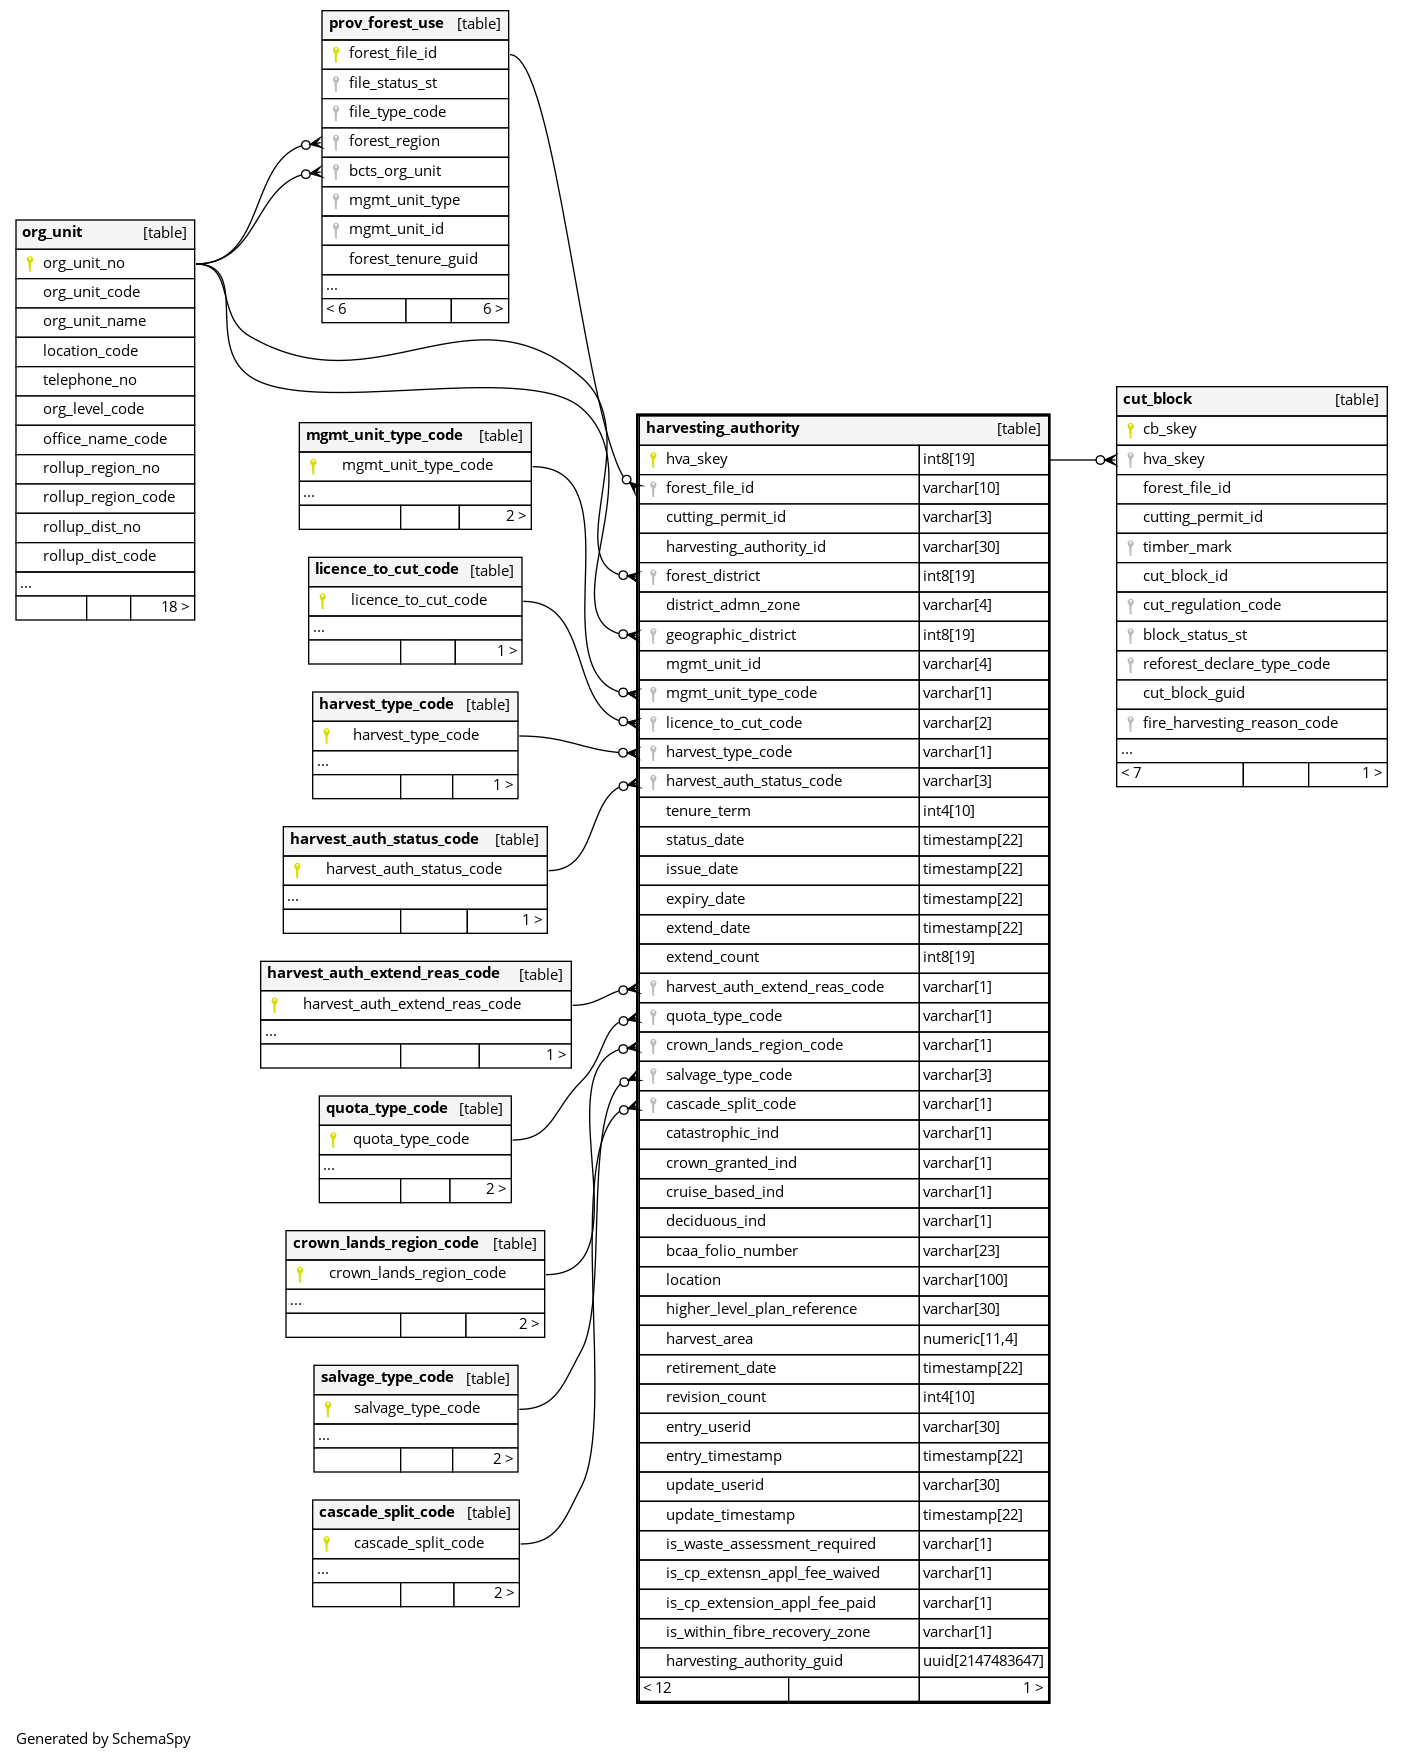 prov_forest_use [table]
forest_file_id
file_status_st
file_type_code
forest_region
bcts_org_unit
mgmt_unit_type
mgmt_unit_id
forest_tenure_guid
...
< 6 6 >
org_unit [table]
org_unit_no
org_unit_code
org_unit_name
location_code
telephone_no
org_level_code
office_name_code
rollup_region_no
rollup_region_code
rollup_dist_no
rollup_dist_code
...
18 >
mgmt_unit_type_code [table]
mgmt_unit_type_code
...
2 >
licence_to_cut_code [table]
licence_to_cut_code
...
1 >
harvest_type_code [table]
harvest_type_code
...
1 >
harvest_auth_status_code [table]
harvest_auth_status_code
...
1 >
harvest_auth_extend_reas_code [table]
harvest_auth_extend_reas_code
...
1 >
quota_type_code [table]
quota_type_code
...
2 >
crown_lands_region_code [table]
crown_lands_region_code
...
2 >
salvage_type_code [table]
salvage_type_code
...
2 >
cascade_split_code [table]
cascade_split_code
...
2 >
harvesting_authority [table]
hva_skey int8[19]
forest_file_id varchar[10]
cutting_permit_id varchar[3]
harvesting_authority_id varchar[30]
forest_district int8[19]
district_admn_zone varchar[4]
geographic_district int8[19]
mgmt_unit_id varchar[4]
mgmt_unit_type_code varchar[1]
licence_to_cut_code varchar[2]
harvest_type_code varchar[1]
harvest_auth_status_code varchar[3]
tenure_term int4[10]
status_date timestamp[22]
issue_date timestamp[22]
expiry_date timestamp[22]
extend_date timestamp[22]
extend_count int8[19]
harvest_auth_extend_reas_code varchar[1]
quota_type_code varchar[1]
crown_lands_region_code varchar[1]
salvage_type_code varchar[3]
cascade_split_code varchar[1]
catastrophic_ind varchar[1]
crown_granted_ind varchar[1]
cruise_based_ind varchar[1]
deciduous_ind varchar[1]
bcaa_folio_number varchar[23]
location varchar[100]
higher_level_plan_reference varchar[30]
harvest_area numeric[11,4]
retirement_date timestamp[22]
revision_count int4[10]
entry_userid varchar[30]
entry_timestamp timestamp[22]
update_userid varchar[30]
update_timestamp timestamp[22]
is_waste_assessment_required varchar[1]
is_cp_extensn_appl_fee_waived varchar[1]
is_cp_extension_appl_fee_paid varchar[1]
is_within_fibre_recovery_zone varchar[1]
harvesting_authority_guid uuid[2147483647]
< 12 1 >
cut_block [table]
cb_skey
hva_skey
forest_file_id
cutting_permit_id
timber_mark
cut_block_id
cut_regulation_code
block_status_st
reforest_declare_type_code
cut_block_guid
fire_harvesting_reason_code
...
< 7 1 >
Generated by SchemaSpy